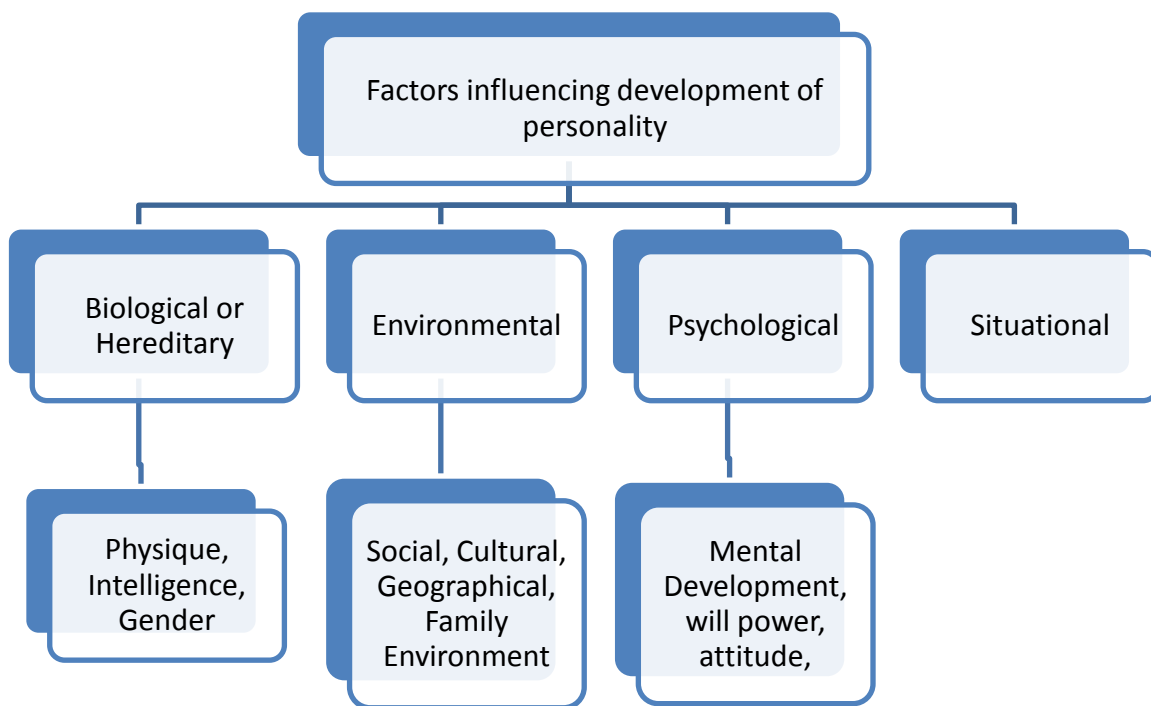 Factors influencing development of
personality
Biological or
Hereditary
Environmental
Psychological
Situational
Physique,
Intelligence,
Gender
Social, Cultural,
Geographical,
Family
Environment
Mental
Development,
will power,
attitude,